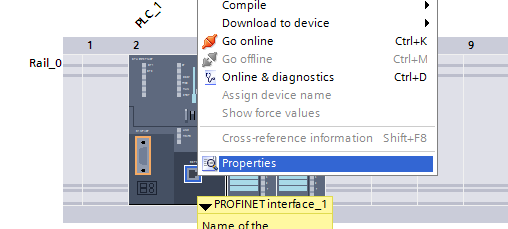 PLC_1
Compile
Download to device
Go online Ctrl+K
Go offline Ctrl+M
1 2 9
Rail_0
Online & diagnostics Ctrl+D
Assign device name
Show force values
Cross-reference information Shift+F8
Properties
PROFINET interface_1
Name of the